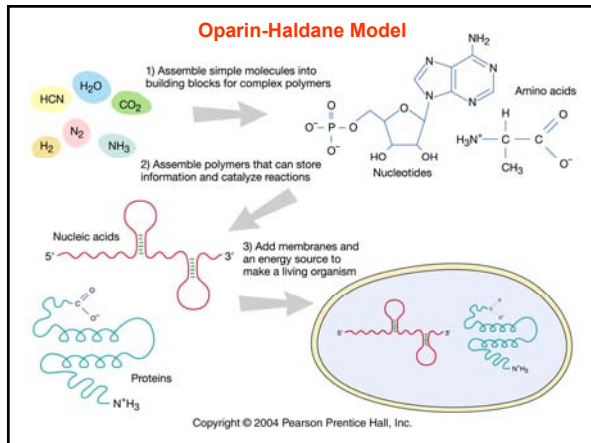 Oparin-Haldane Model
1) Assemble simple molecules into
building blocks for complex polymers
HCN
H₂O
CO₂
H₂
N₂
NH₃
NH₂
N
N
N
N
O
O⁻
P
O
O⁻
O
HO
OH
Nucleotides
Amino acids
H
O
H₃N⁺
C
C
CH₃
O⁻
2) Assemble polymers that can store
information and catalyze reactions
Nucleic acids
5'
3'
3) Add membranes and
an energy source to
make a living organism
O
C
O⁻
Proteins
N⁺H₃
5'
3'
N⁺H₃
Copyright © 2004 Pearson Prentice Hall, Inc.